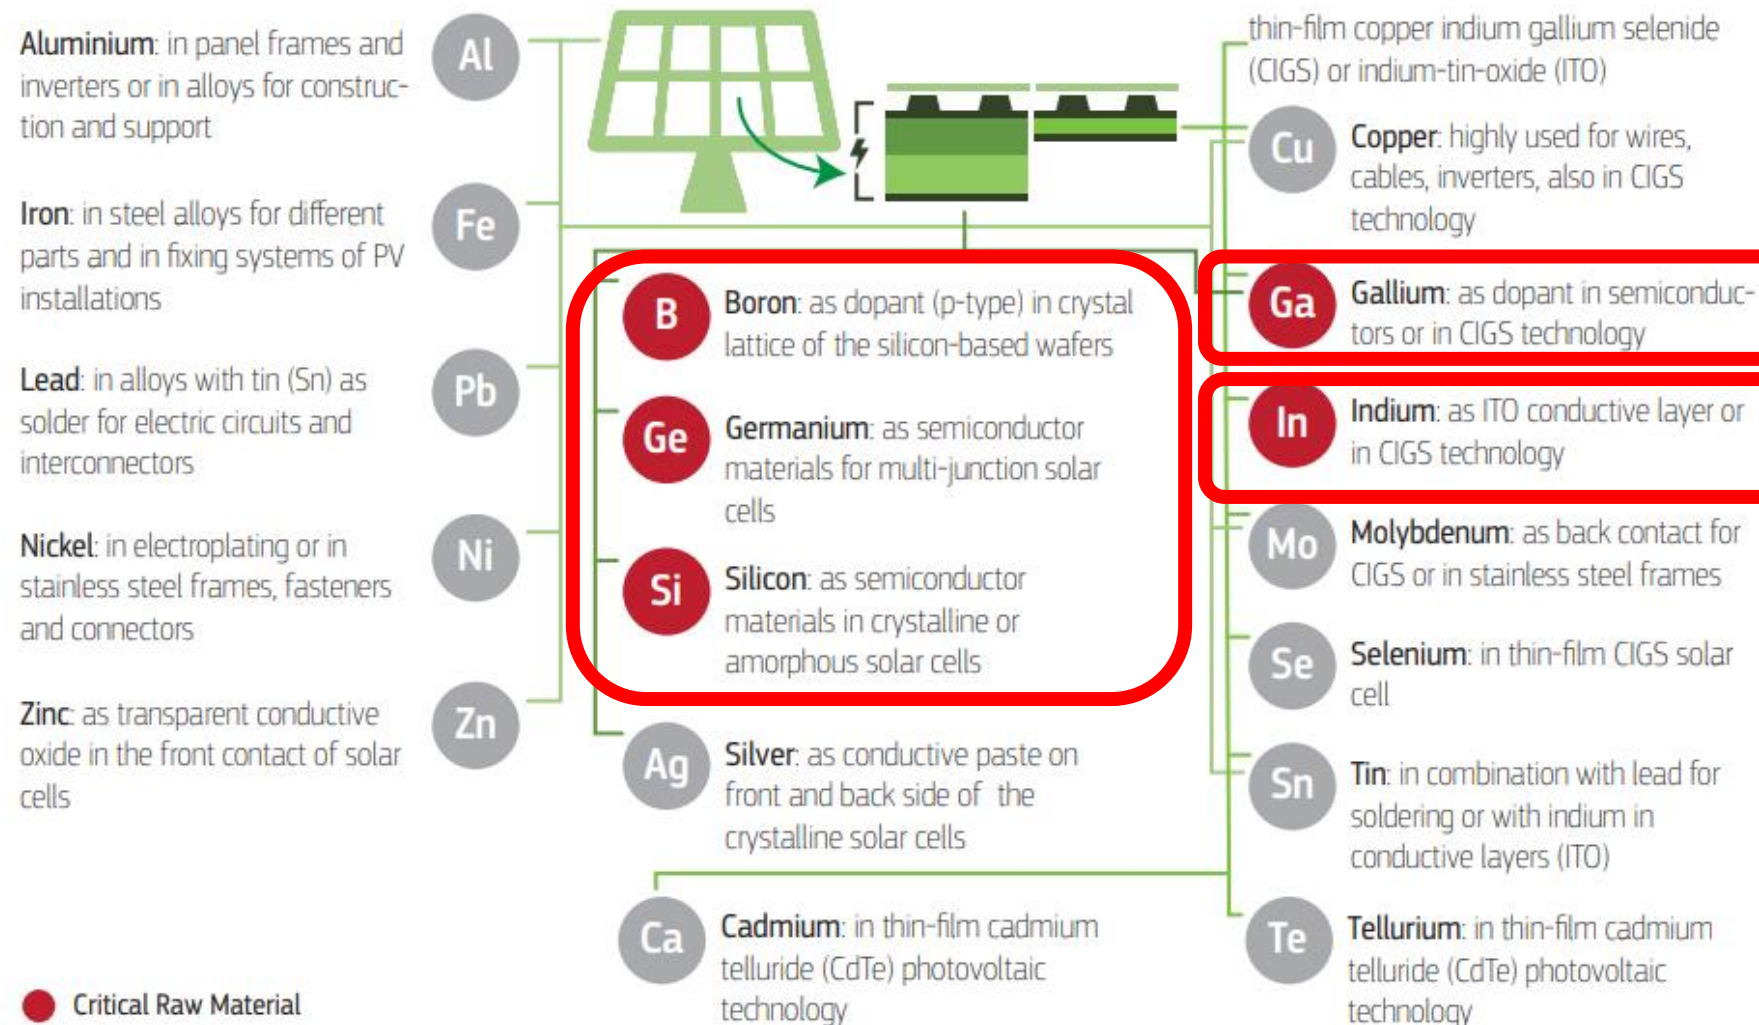 Aluminium: in panel frames and
inverters or in alloys for construc-
tion and support
Al
Iron: in steel alloys for different
parts and in fixing systems of PV
installations
Fe
Lead: in alloys with tin (Sn) as
solder for electric circuits and
interconnectors
Pb
Nickel: in electroplating or in
stainless steel frames, fasteners
and connectors
Ni
Zinc: as transparent conductive
oxide in the front contact of solar
cells
Zn
B
Boron: as dopant (p-type) in crystal
lattice of the silicon-based wafers
Ge
Germanium: as semiconductor
materials for multi-junction solar
cells
Si
Silicon: as semiconductor
materials in crystalline or
amorphous solar cells
Ag
Silver: as conductive paste on
front and back side of the
crystalline solar cells
Ca
Cadmium: in thin-film cadmium
telluride (CdTe) photovoltaic
technology
thin-film copper indium gallium selenide
(CIGS) or indium-tin-oxide (ITO)
Cu
Copper: highly used for wires,
cables, inverters, also in CIGS
technology
Ga
Gallium: as dopant in semiconduc-
tors or in CIGS technology
In
Indium: as ITO conductive layer or
in CIGS technology
Mo
Molybdenum: as back contact for
CIGS or in stainless steel frames
Se
Selenium: in thin-film CIGS solar
cell
Sn
Tin: in combination with lead for
soldering or with indium in
conductive layers (ITO)
Te
Tellurium: in thin-film cadmium
telluride (CdTe) photovoltaic
technology
Critical Raw Material